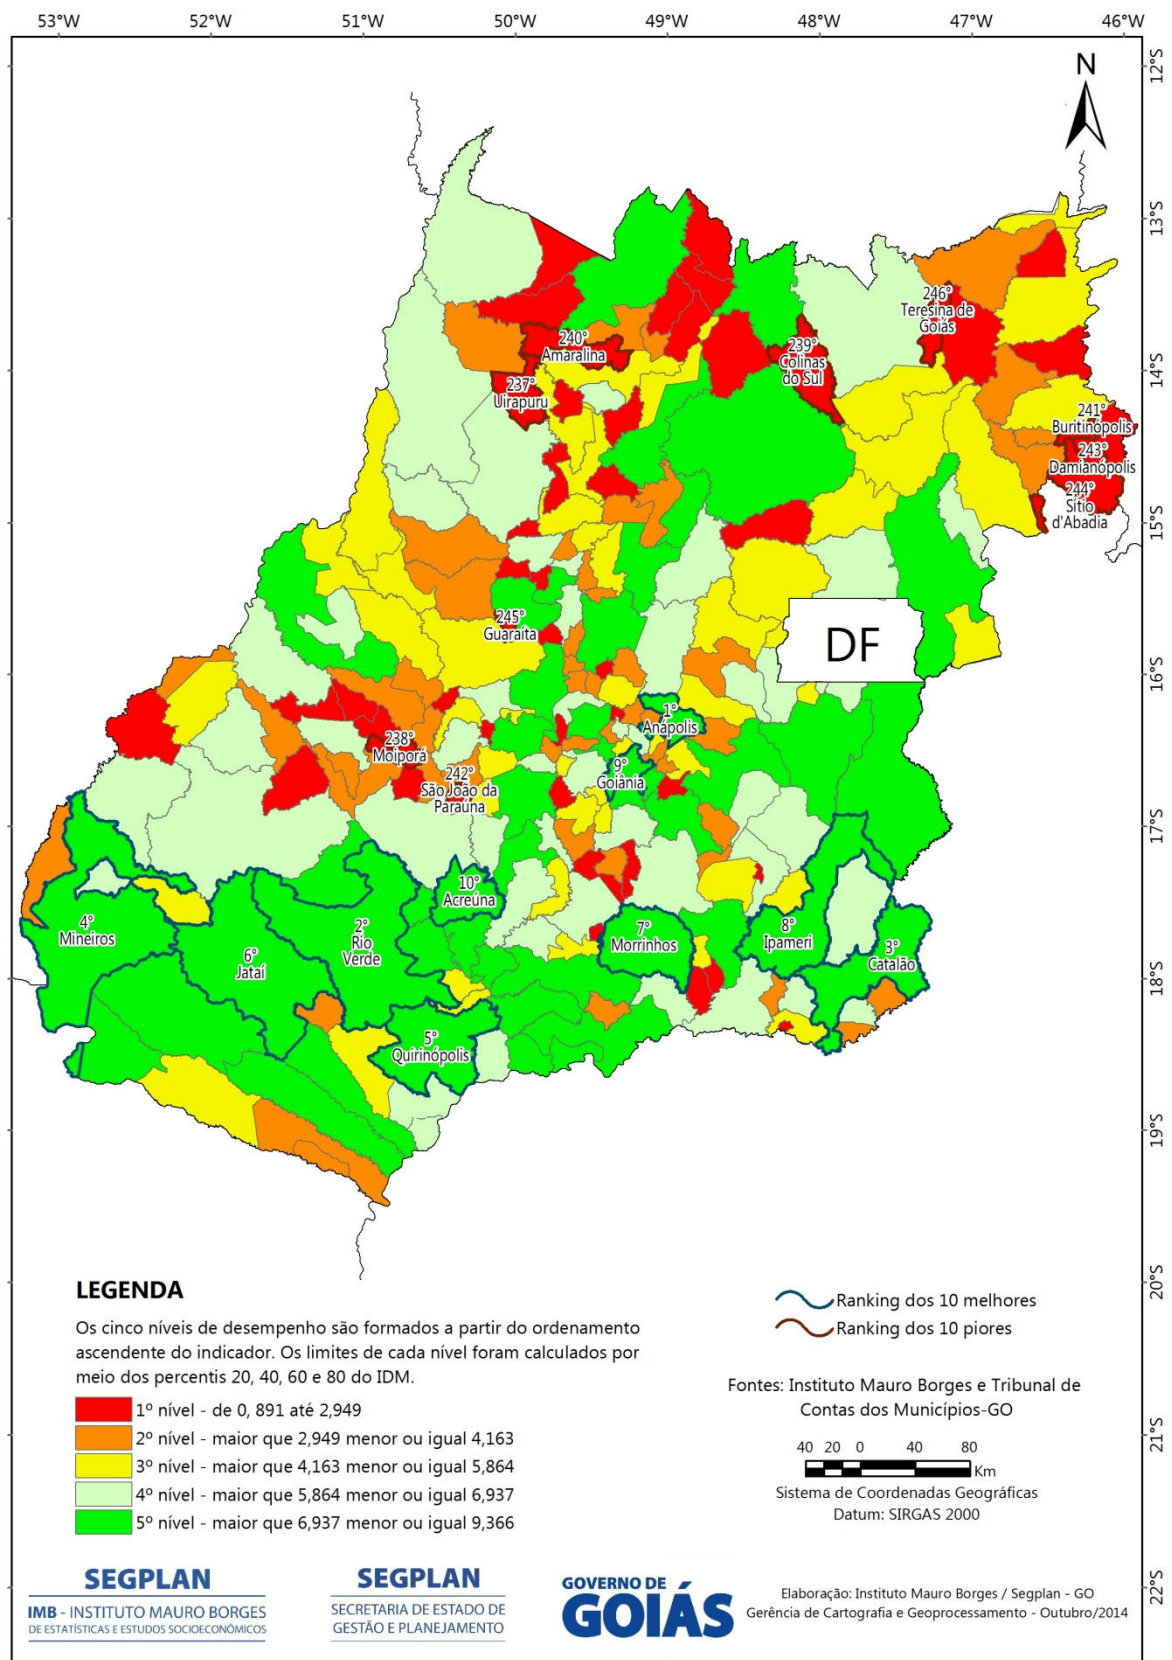 53°W 52°W 51°W 50°W 49°W 48°W 47°W 46°W
12°S
N
13°S
246°
Teresina de
Goiás
240°
Amaralina
239°
Colinas
do Sul
14°S
237°
Uirapuru
241°
Buritinópolis
243°
Damianópolis
244°
Sítio
d'Abadia
15°S
245°
Guaraíta
DF
16°S
1°
Anápolis
238°
Moiporá
9°
Goiânia
242°
São João da
Paraúna
17°S
10°
Acreúna
4°
Mineiros
2°
Rio
Verde
7°
Morrinhos
8°
Ipameri
6°
Jataí
3°
Catalão
18°S
5°
Quirinópolis
19°S
20°S
LEGENDA
Os cinco níveis de desempenho são formados a partir do ordenamento
ascendente do indicador. Os limites de cada nível foram calculados por
meio dos percentis 20, 40, 60 e 80 do IDM.
1º nível - de 0, 891 até 2,949
2º nível - maior que 2,949 menor ou igual 4,163
3º nível - maior que 4,163 menor ou igual 5,864
4º nível - maior que 5,864 menor ou igual 6,937
5º nível - maior que 6,937 menor ou igual 9,366
Ranking dos 10 melhores
Ranking dos 10 piores
Fontes: Instituto Mauro Borges e Tribunal de
Contas dos Municípios-GO
21°S
40 20 0 40 80
Km
Sistema de Coordenadas Geográficas
Datum: SIRGAS 2000
22°S
SEGPLAN
IMB - INSTITUTO MAURO BORGES
DE ESTATÍSTICAS E ESTUDOS SOCIOECONÔMICOS
SEGPLAN
SECRETARIA DE ESTADO DE
GESTÃO E PLANEJAMENTO
GOVERNO DE
GOIÁS
Elaboração: Instituto Mauro Borges / Segplan - GO
Gerência de Cartografia e Geoprocessamento - Outubro/2014